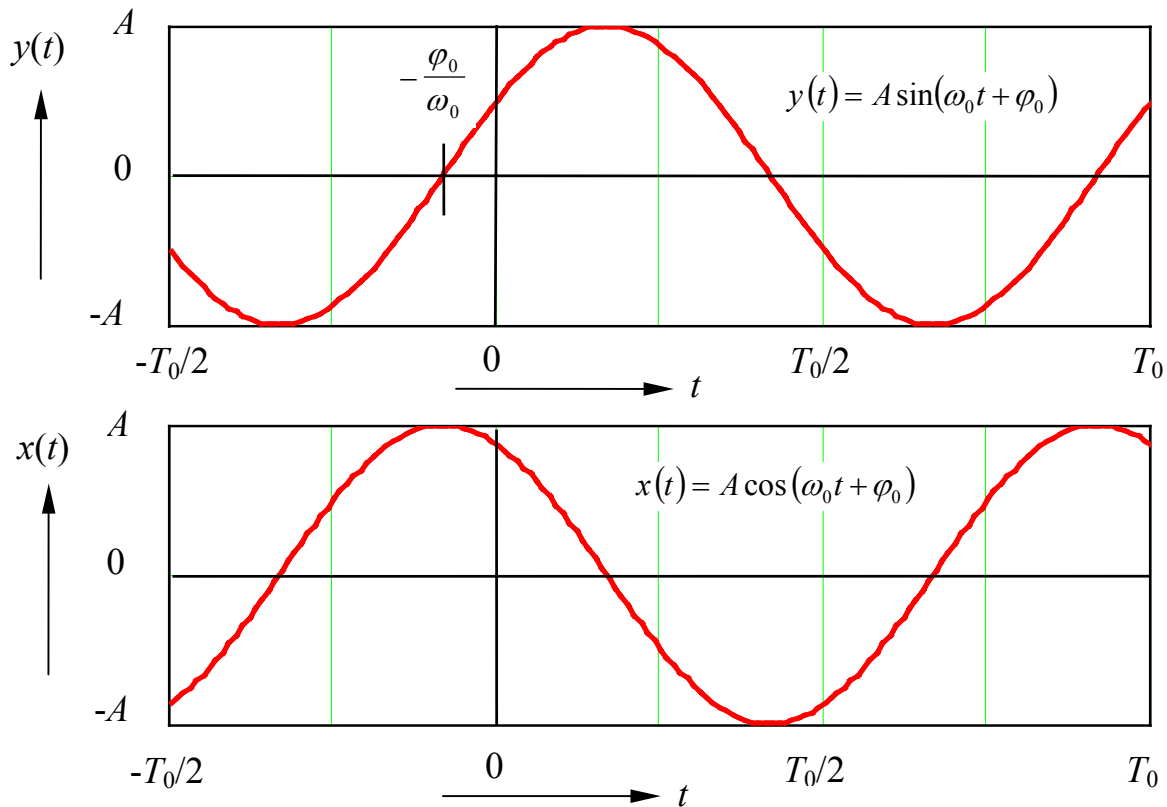 A
y(t)
-φ₀/ω₀
y(t) = A sin(ω₀t + φ₀)
0
-A
-T₀/2 0 T₀/2 T₀
t
A
x(t)
x(t) = A cos(ω₀t + φ₀)
0
-A
-T₀/2 0 T₀/2 T₀
t